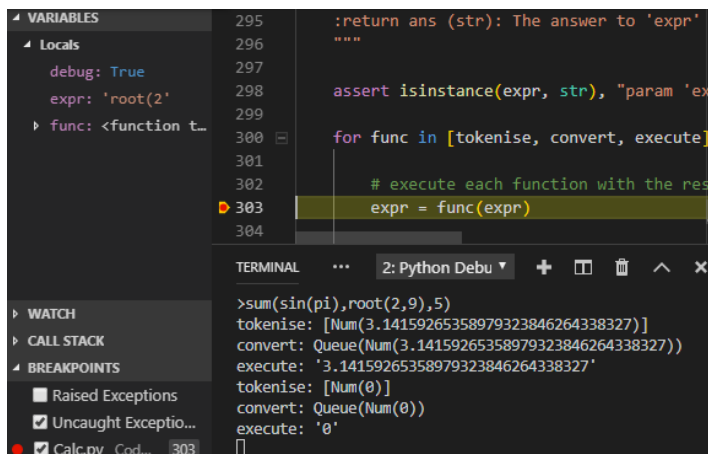 VARIABLES
Locals
debug: True
expr: 'root(2'
func: <function t...
WATCH
CALL STACK
BREAKPOINTS
Raised Exceptions
Uncaught Exceptio...
Calc.py Cod... 303
295 :return ans (str): The answer to 'expr'
296 """
297
298 assert isinstance(expr, str), "param 'ex
299
300 for func in [tokenise, convert, execute]
301
302 # execute each function with the res
303 expr = func(expr)
304
TERMINAL ... 2: Python Debu
>sum(sin(pi),root(2,9),5)
tokenise: [Num(3.14159265358979323846264338327)]
convert: Queue(Num(3.14159265358979323846264338327))
execute: '3.14159265358979323846264338327'
tokenise: [Num(0)]
convert: Queue(Num(0))
execute: '0'